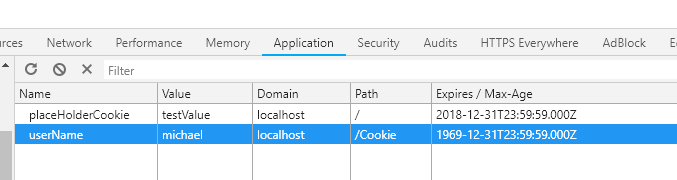 Network Performance Memory Application Security Audits HTTPS Everywhere AdBlock
Filter
Name Value Domain Path Expires / Max-Age
placeHolderCookie testValue localhost / 2018-12-31T23:59:59.000Z
userName michael localhost /Cookie 1969-12-31T23:59:59.000Z